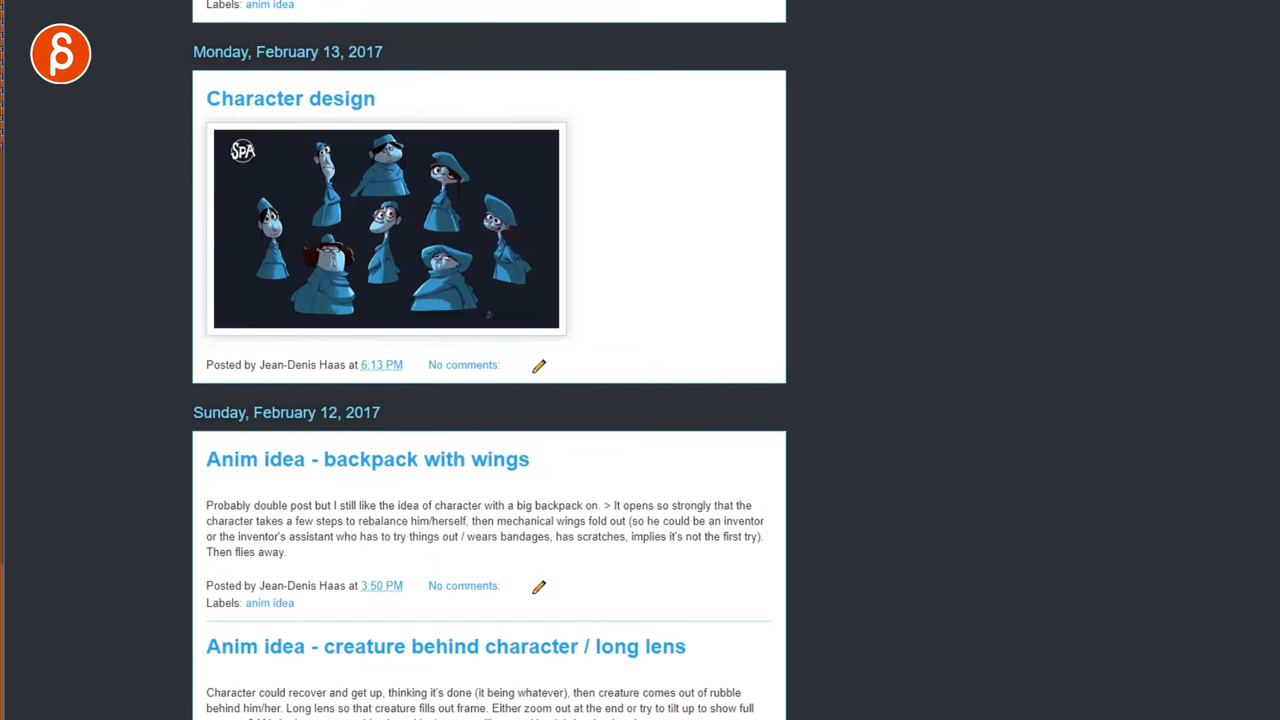 Labels: anim idea
Monday, February 13, 2017
Character design
SPA
Posted by Jean-Denis Haas at 6:13 PM No comments:
Sunday, February 12, 2017
Anim idea - backpack with wings
Probably double post but I still like the idea of character with a big backpack on. > It opens so strongly that the
character takes a few steps to rebalance him/herself, then mechanical wings fold out (so he could be an inventor
or the inventor's assistant who has to try things out / wears bandages, has scratches, implies it's not the first try).
Then flies away.
Posted by Jean-Denis Haas at 3:50 PM No comments:
Labels: anim idea
Anim idea - creature behind character / long lens
Character could recover and get up, thinking it's done (it being whatever), then creature comes out of rubble
behind him/her. Long lens so that creature fills out frame. Either zoom out at the end or try to tilt up to show full